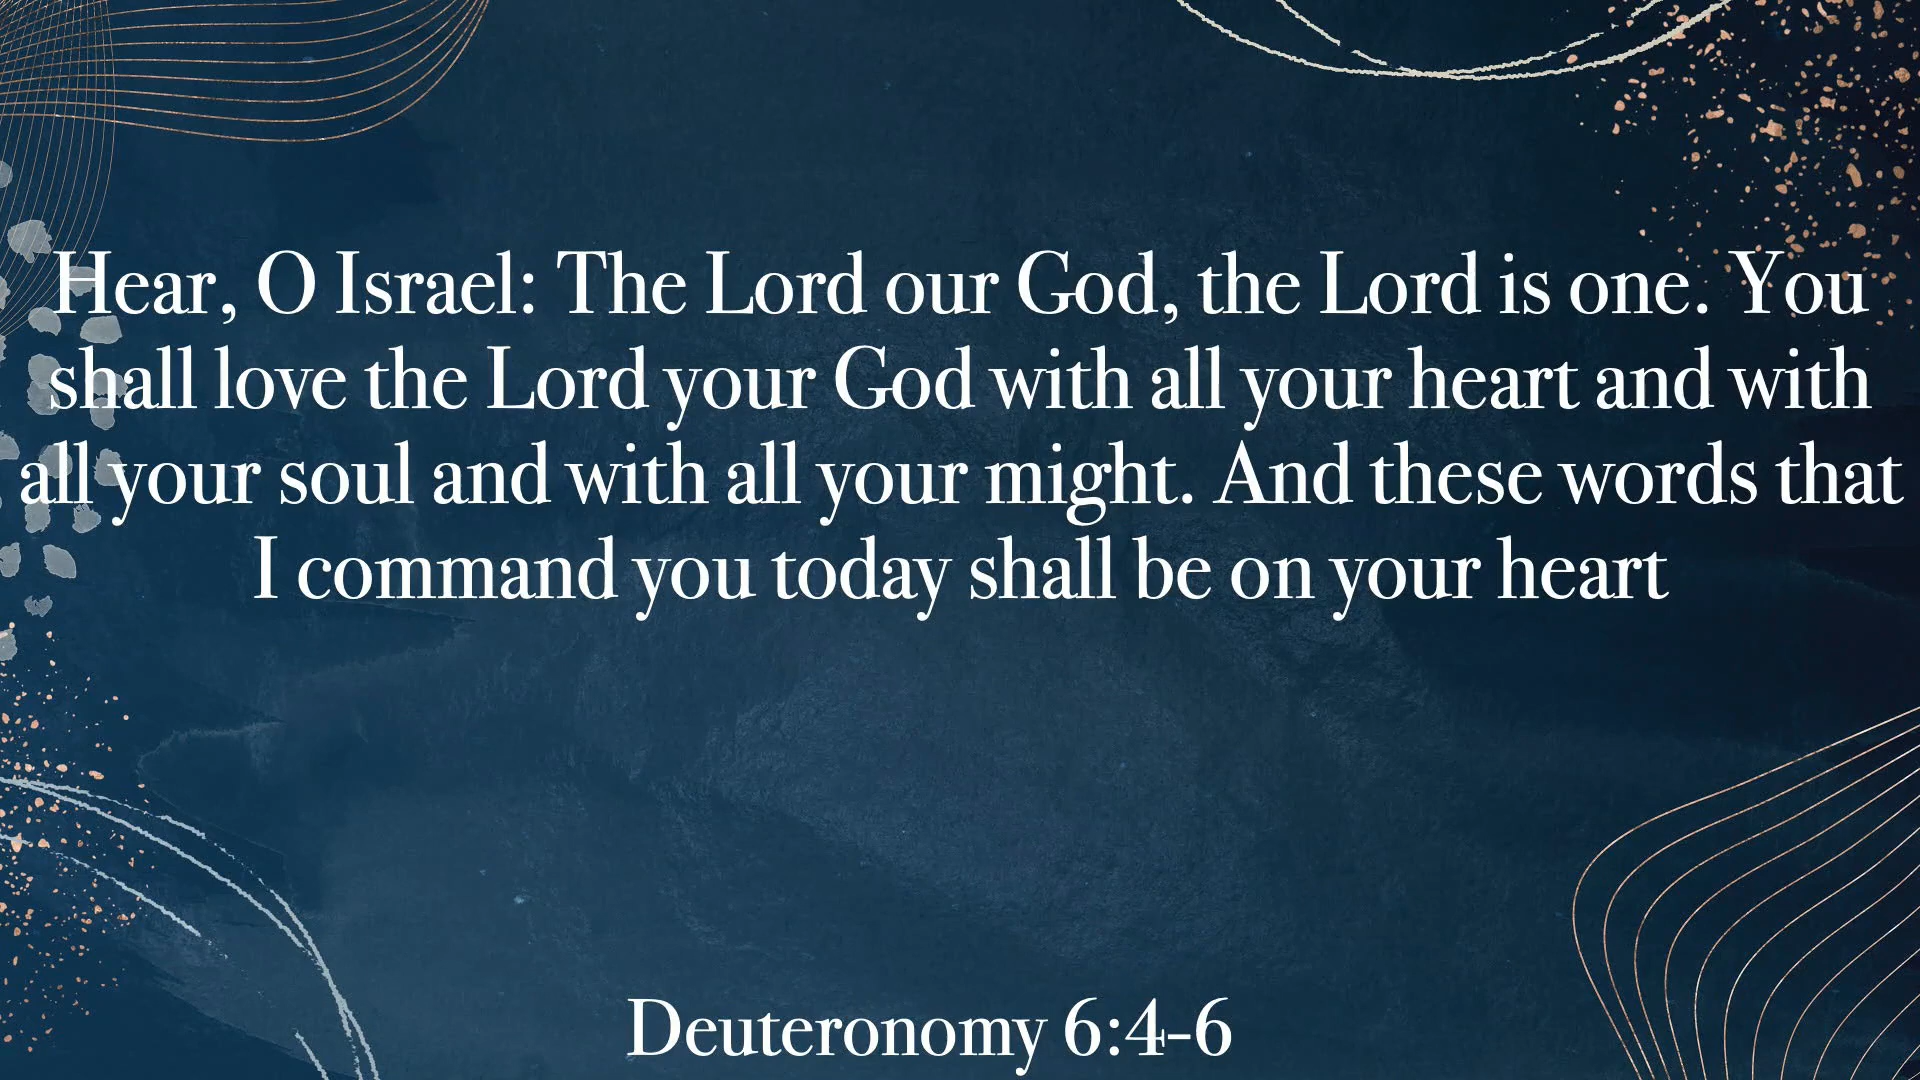 Hear, O Israel: The Lord our God, the Lord is one. You
shall love the Lord your God with all your heart and with
all your soul and with all your might. And these words that
I command you today shall be on your heart
Deuteronomy 6:4-6